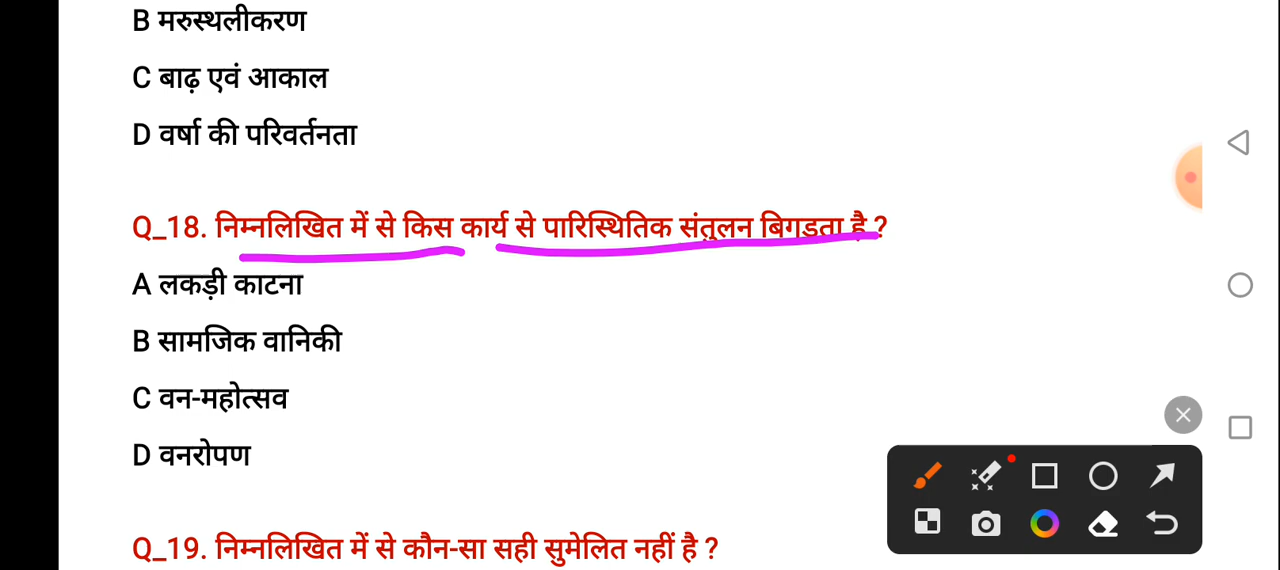 B मरुस्थलीकरण
C बाढ़ एवं आकाल
D वर्षा की परिवर्तनता
Q_18. निम्नलिखित में से किस कार्य से पारिस्थितिक संतुलन बिगडता है ?
A लकड़ी काटना
B सामजिक वानिकी
C वन-महोत्सव
D वनरोपण
Q_19. निम्नलिखित में से कौन-सा सही सुमेलित नहीं है ?